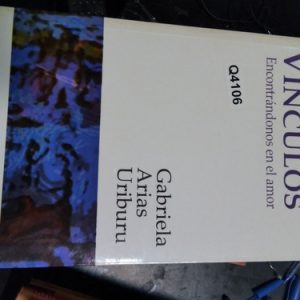 VÍNCULOS
Encontrándonos en el amor
Q4106
Gabriela
Arias
Uriburu